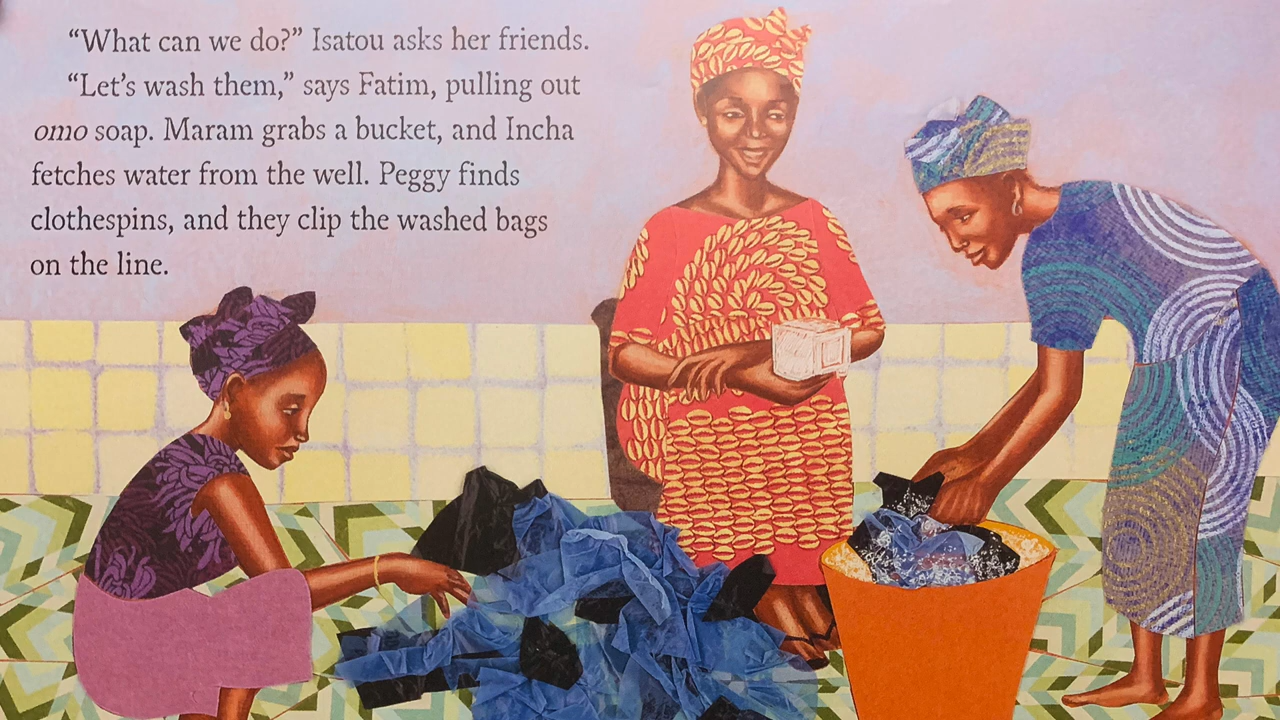 “What can we do?” Isatou asks her friends.
“Let’s wash them,” says Fatim, pulling out
omo soap. Maram grabs a bucket, and Incha
fetches water from the well. Peggy finds
clothespins, and they clip the washed bags
on the line.